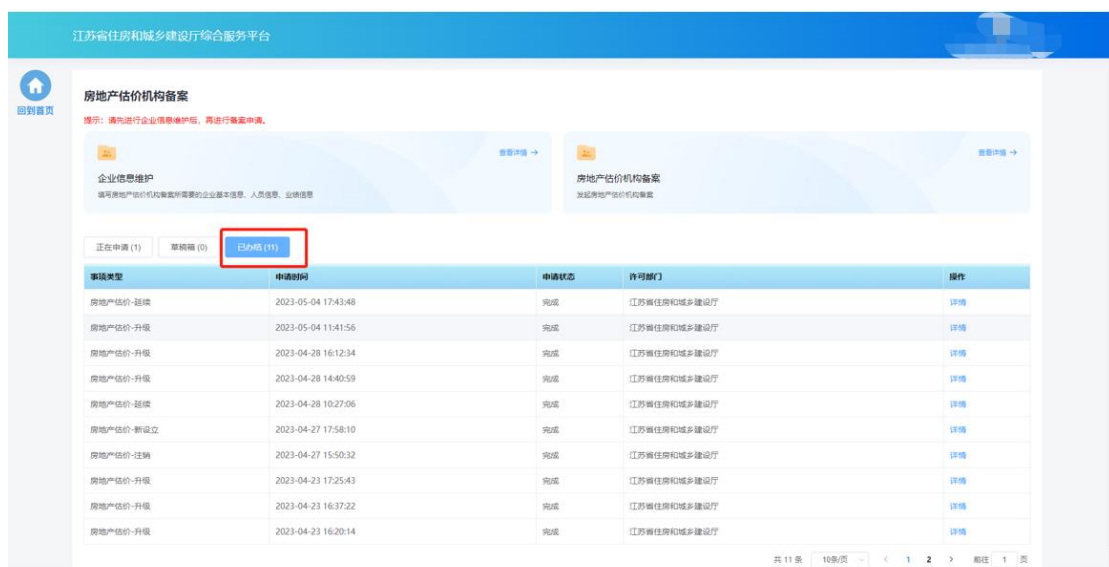 江苏省住房和城乡建设厅综合服务平台
回到首页
房地产估价机构备案
提示：请先进行企业信息维护后，再进行备案申请。
查看详情 → 查看详情 →
企业信息维护 房地产估价机构备案
填写房地产估价机构备案所需要的企业基本信息、人员信息、业绩信息 发起房地产估价机构备案
正在申请 (1) 草稿箱 (0) 已办结 (11)
事项类型 申请时间 申请状态 许可部门 操作
房地产估价-延续 2023-05-04 17:43:48 完成 江苏省住房和城乡建设厅 详情
房地产估价-升级 2023-05-04 11:41:56 完成 江苏省住房和城乡建设厅 详情
房地产估价-升级 2023-04-28 16:12:34 完成 江苏省住房和城乡建设厅 详情
房地产估价-升级 2023-04-28 14:40:59 完成 江苏省住房和城乡建设厅 详情
房地产估价-延续 2023-04-28 10:27:06 完成 江苏省住房和城乡建设厅 详情
房地产估价-新设立 2023-04-27 17:58:10 完成 江苏省住房和城乡建设厅 详情
房地产估价-注销 2023-04-27 15:50:32 完成 江苏省住房和城乡建设厅 详情
房地产估价-升级 2023-04-23 17:25:43 完成 江苏省住房和城乡建设厅 详情
房地产估价-升级 2023-04-23 16:37:22 完成 江苏省住房和城乡建设厅 详情
房地产估价-升级 2023-04-23 16:20:14 完成 江苏省住房和城乡建设厅 详情
共 11 条 10条/页 < 1 2 > 前往 1 页